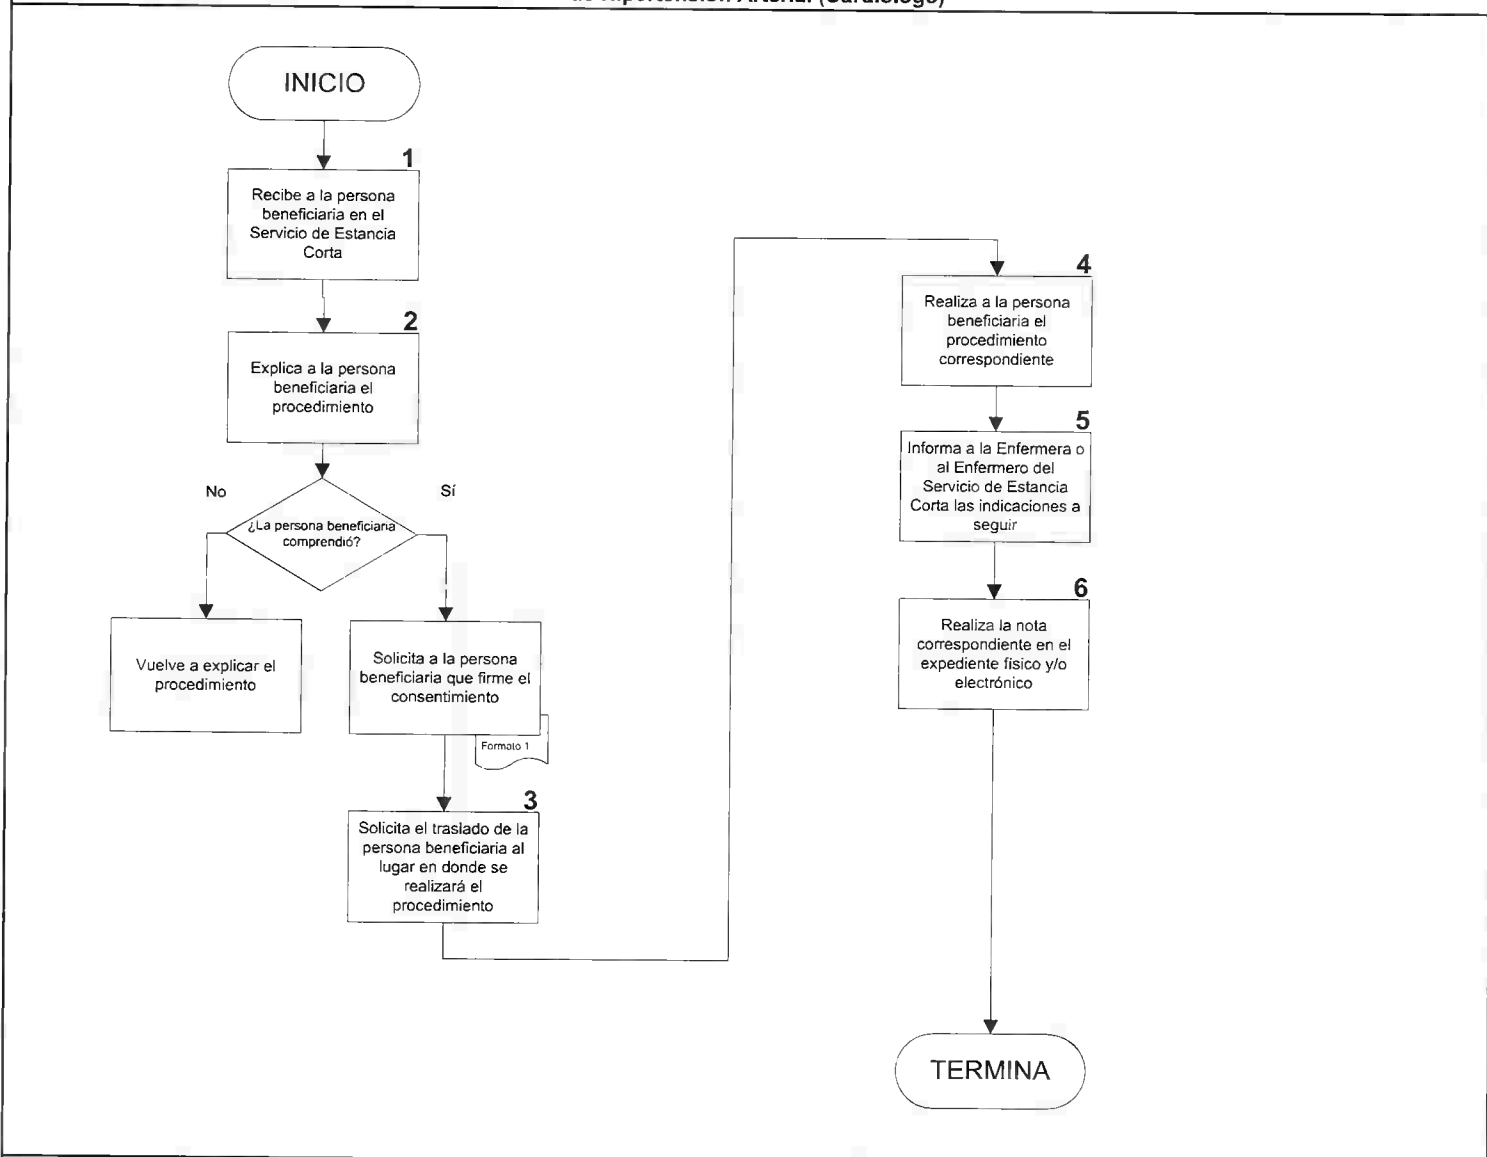 (Cardiólogo)
INICIO
1
Recibe a la persona
beneficiaria en el
Servicio de Estancia
Corta
2
Explica a la persona
beneficiaria el
procedimiento
No
Sí
¿La persona beneficiaria
comprendió?
Vuelve a explicar el
procedimiento
Solicita a la persona
beneficiaria que firme el
consentimiento
Formato 1
3
Solicita el traslado de la
persona beneficiaria al
lugar en donde se
realizará el
procedimiento
4
Realiza a la persona
beneficiaria el
procedimiento
correspondiente
5
Informa a la Enfermera o
al Enfermero del
Servicio de Estancia
Corta las indicaciones a
seguir
6
Realiza la nota
correspondiente en el
expediente físico y/o
electrónico
TERMINA